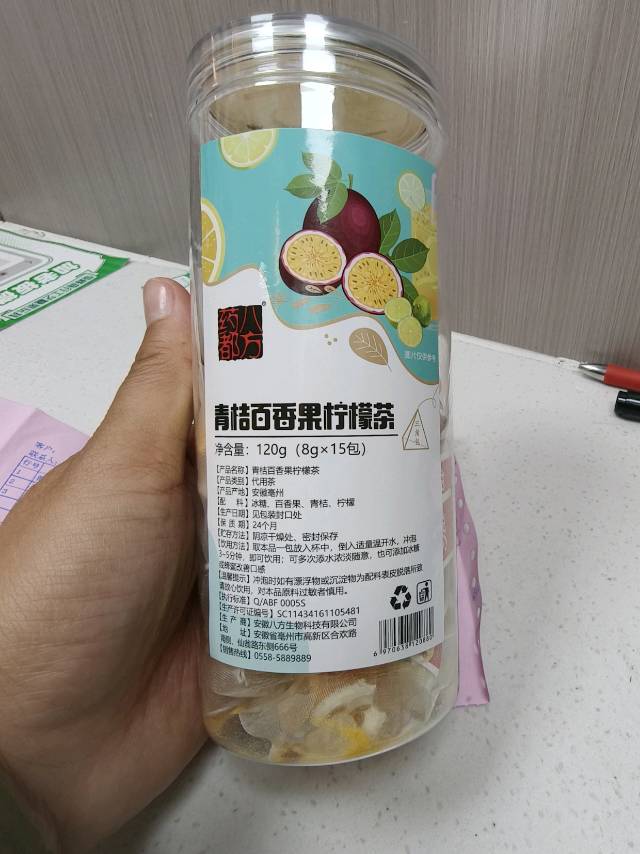 八方
药都
®
图片仅供参考
青桔百香果柠檬茶
三角包
净含量：120g（8g×15包）
【产品名称】青桔百香果柠檬茶
【产品类别】代用茶
【产品产地】安徽亳州
【配 料】冰糖、百香果、青桔、柠檬
【生产日期】见包装封口处
【保 质 期】24个月
【贮存方法】阴凉干燥处、密封保存
【饮用方法】取本品一包放入杯中，倒入适量温开水，冲泡
3-5分钟，即可饮用；可多次添水浓淡随意，也可添加冰糖
或蜂蜜改善口感
【温馨提示】冲泡时如有漂浮物或沉淀物为配料表皮脱落所致
请放心饮用，对本品原料过敏者慎用。
【执行标准】Q/ABF 0005S
【生产许可证编号】SC11434161105481
【生 产 商】安徽八方生物科技有限公司
【地 址】安徽省亳州市高新区合欢路
南侧、仙翁路东侧666号
【销售热线】0558-5889889
客户：
联系人
行号
1
2
3